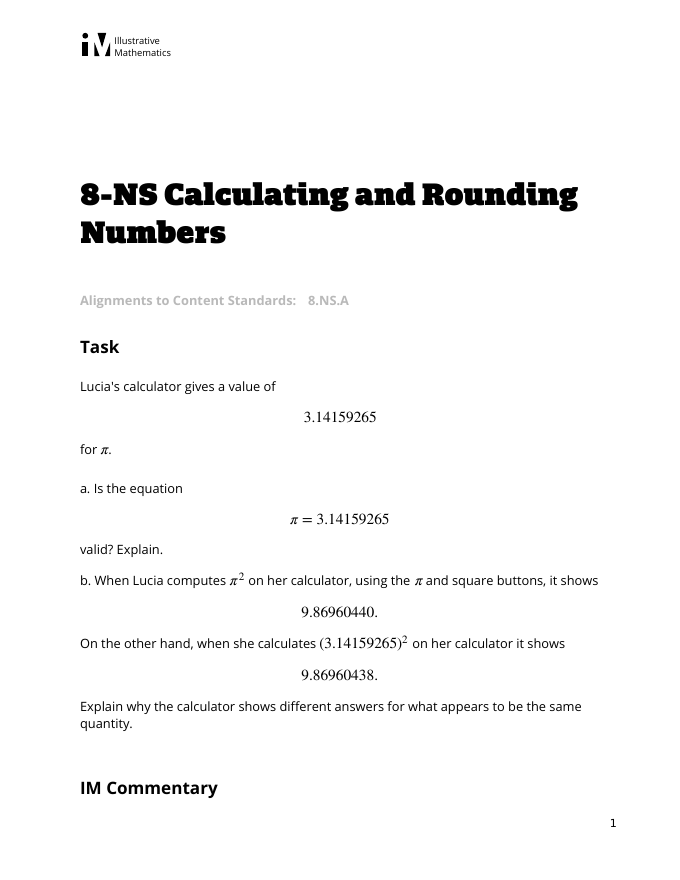 Illustrative
Mathematics
8-NS Calculating and Rounding
Numbers
Alignments to Content Standards: 8.NS.A
Task
Lucia's calculator gives a value of
3.14159265
for π.
a. Is the equation
π = 3.14159265
valid? Explain.
b. When Lucia computes π² on her calculator, using the π and square buttons, it shows
9.86960440.
On the other hand, when she calculates (3.14159265)² on her calculator it shows
9.86960438.
Explain why the calculator shows different answers for what appears to be the same
quantity.
IM Commentary
1